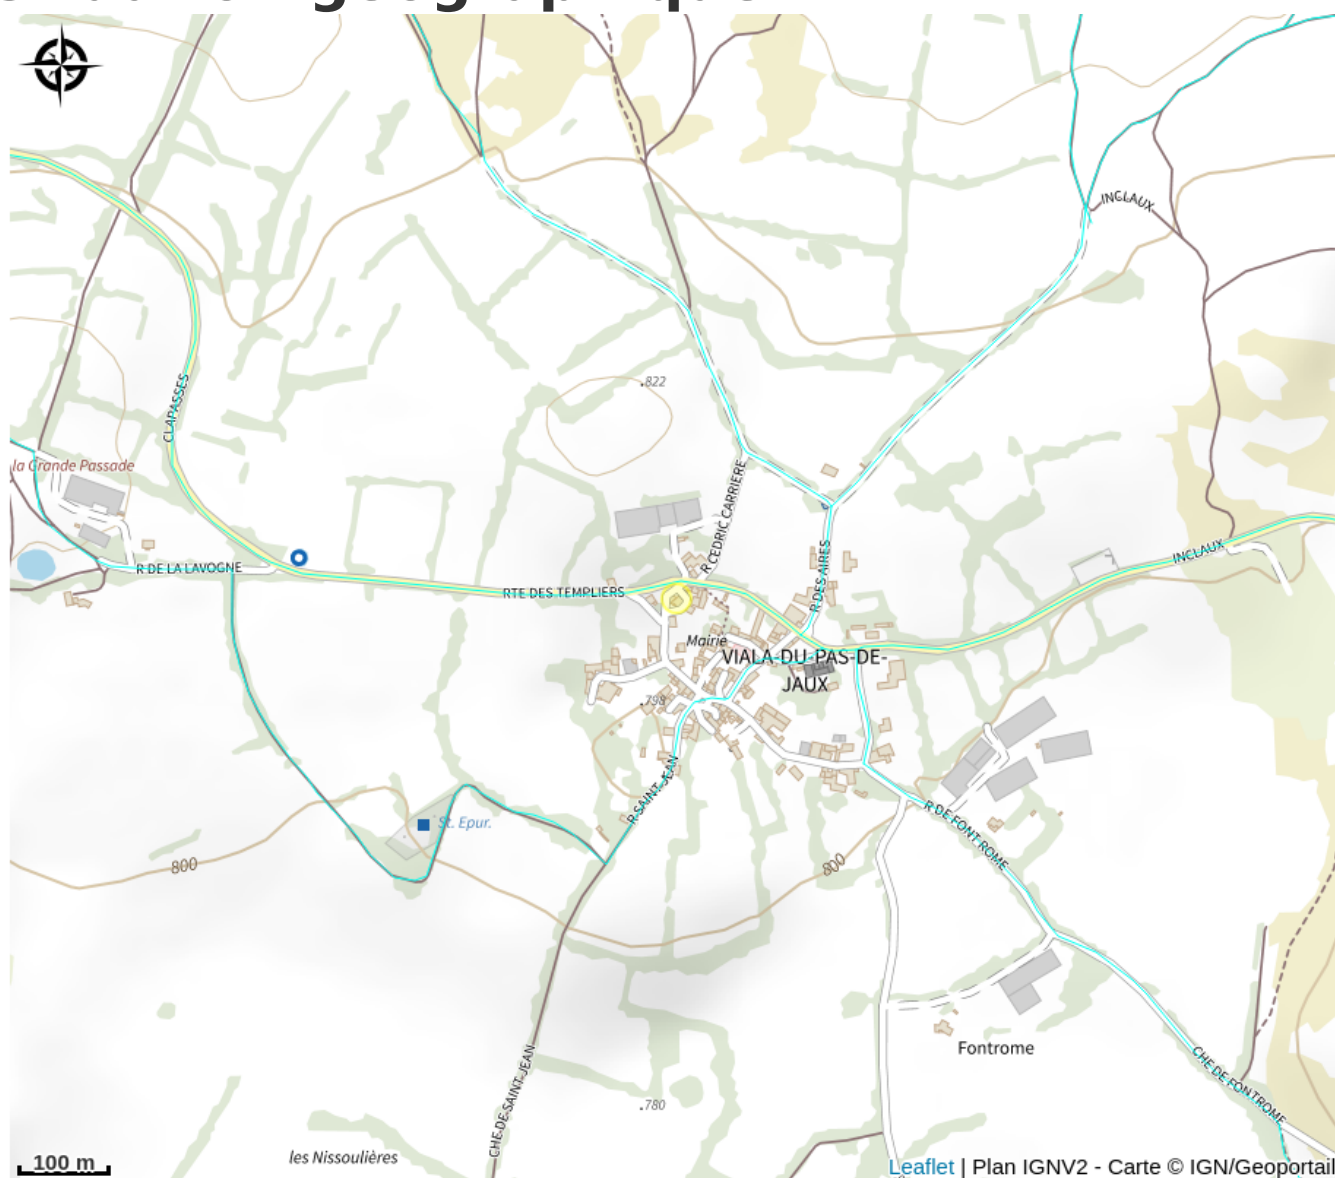 INCLAUX
.822
CLAPASSES
la Grande Passade
R CEDRIC CARRIERE
R DE LA LAVOGNE
INCLAUX
RTE DES TEMPLIERS
R DES AIRES
Mairie
VIALA-DU-PAS-DE-
JAUX
.798
R SAINT-JEAN
St. Epur.
R DE FONT ROME
800
800
Fontrome
CHE DE SAINT-JEAN
CHE DE FONTROME
.780
les Nissoulières
100 m
Leaflet | Plan IGNV2 - Carte © IGN/Geoportail